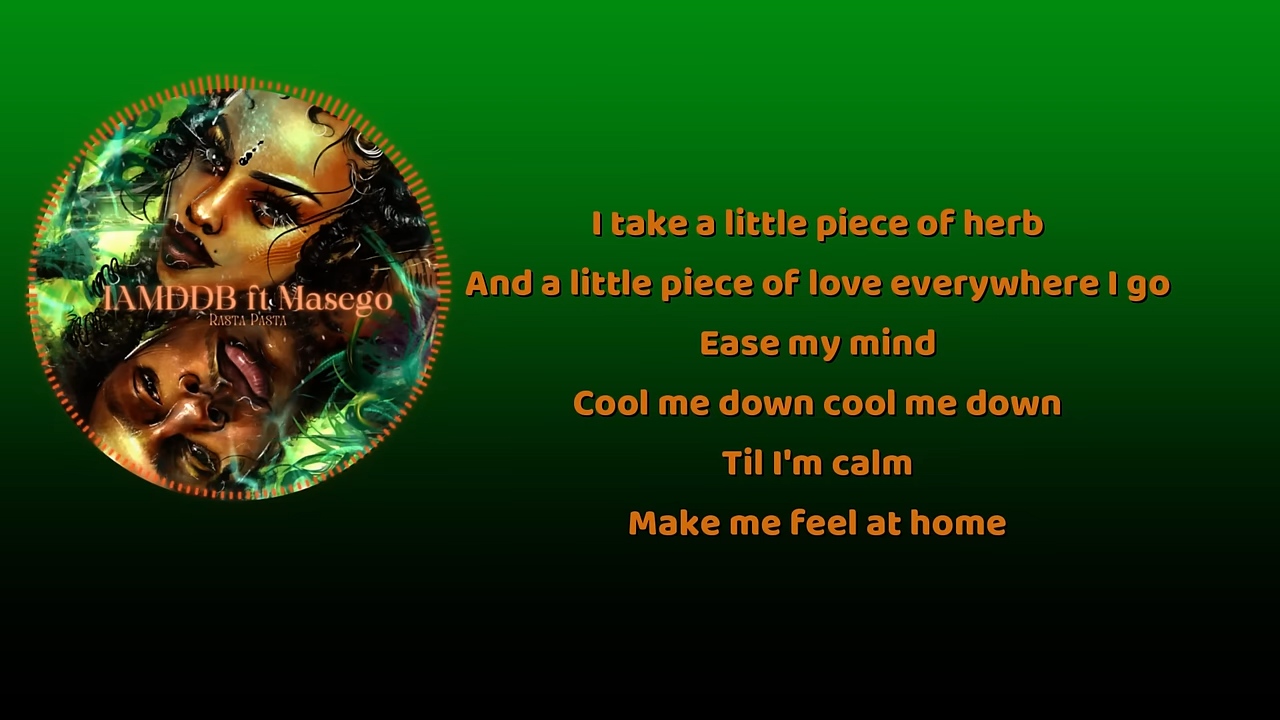 IAMDDB ft Masego
Rasta Pasta
I take a little piece of herb
And a little piece of love everywhere I go
Ease my mind
Cool me down cool me down
Til I'm calm
Make me feel at home